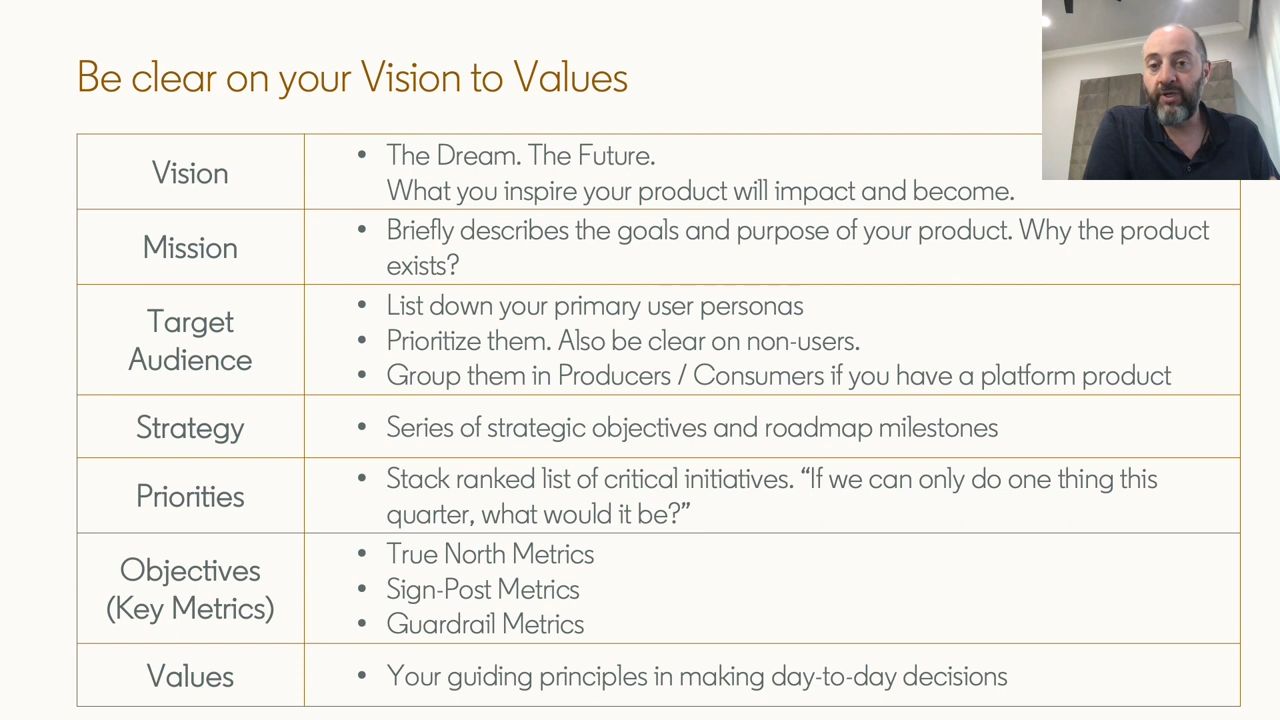 Be clear on your Vision to Values
Vision
The Dream. The Future.
What you inspire your product will impact and become.
Mission
Briefly describes the goals and purpose of your product. Why the product
exists?
Target
Audience
List down your primary user personas
Prioritize them. Also be clear on non-users.
Group them in Producers / Consumers if you have a platform product
Strategy
Series of strategic objectives and roadmap milestones
Priorities
Stack ranked list of critical initiatives. “If we can only do one thing this
quarter, what would it be?”
Objectives
(Key Metrics)
True North Metrics
Sign-Post Metrics
Guardrail Metrics
Values
Your guiding principles in making day-to-day decisions